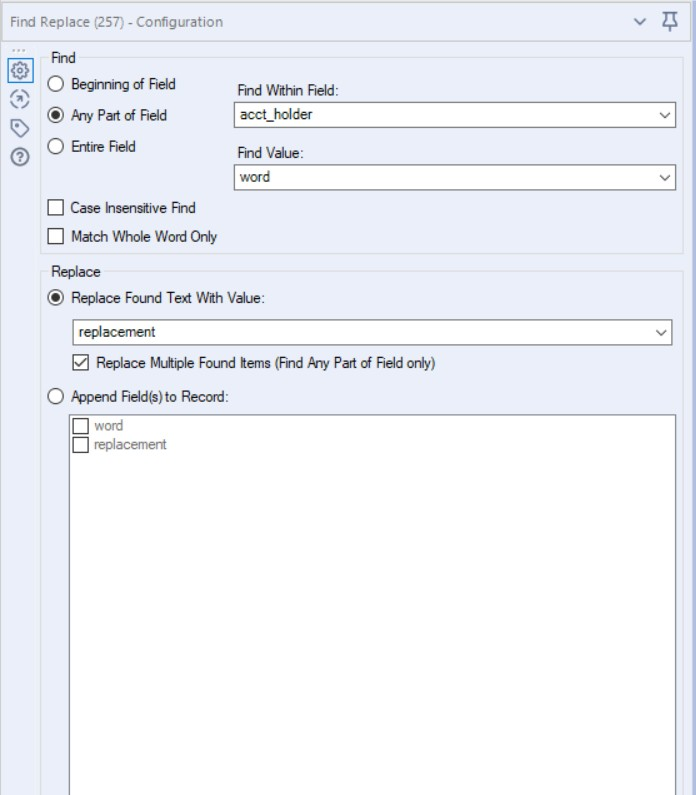 Find Replace (257) - Configuration
Find
Beginning of Field
Find Within Field:
Any Part of Field
acct_holder
Entire Field
Find Value:
word
Case Insensitive Find
Match Whole Word Only
Replace
Replace Found Text With Value:
replacement
Replace Multiple Found Items (Find Any Part of Field only)
Append Field(s) to Record:
word
replacement